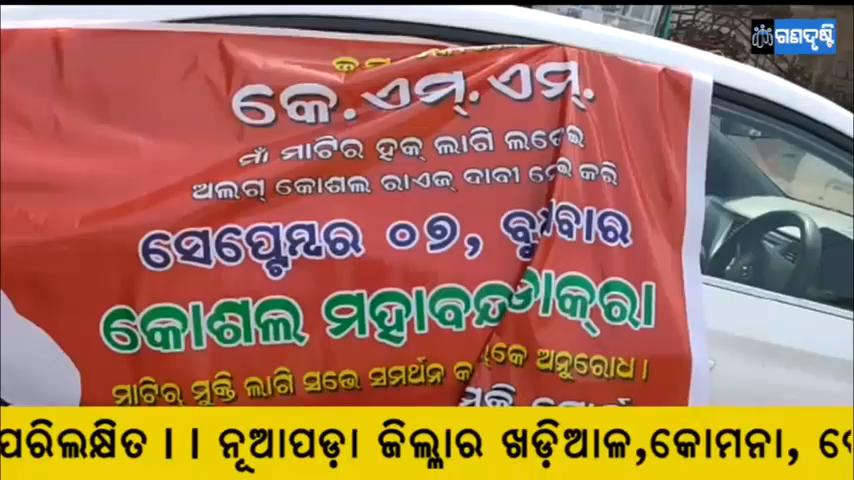 ଗଣଦୃଷ୍ଟି
କେ.ଏମ୍.ଏମ୍.
ମାଁ ମାଟିର ହକ୍ ଲାଗି ଲଢେଇ
ଅଲଗ୍ କୋଶଲ ରାଏଜ୍ ଦାବୀ କରି
ସେପ୍ଟେମ୍ବର ୦୭, ବୁଧବାର
କୋଶଲ ମହାବନ୍ଦ ଡାକ୍‌ରା
ମାଟିର୍ ମୁକ୍ତି ଲାଗି ସଭେ ସମର୍ଥନ ଅନୁରୋଧ ।
ପରିଲକ୍ଷିତ ।। ନୂଆପଡ଼ା ଜିଲ୍ଲାର ଖଡ଼ିଆଳ,କୋମନା,